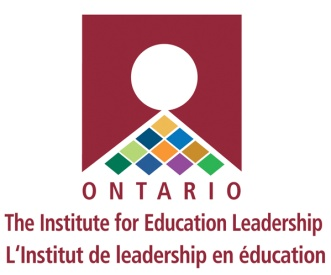 ONTARIO
The Institute for Education Leadership
L'Institut de leadership en éducation